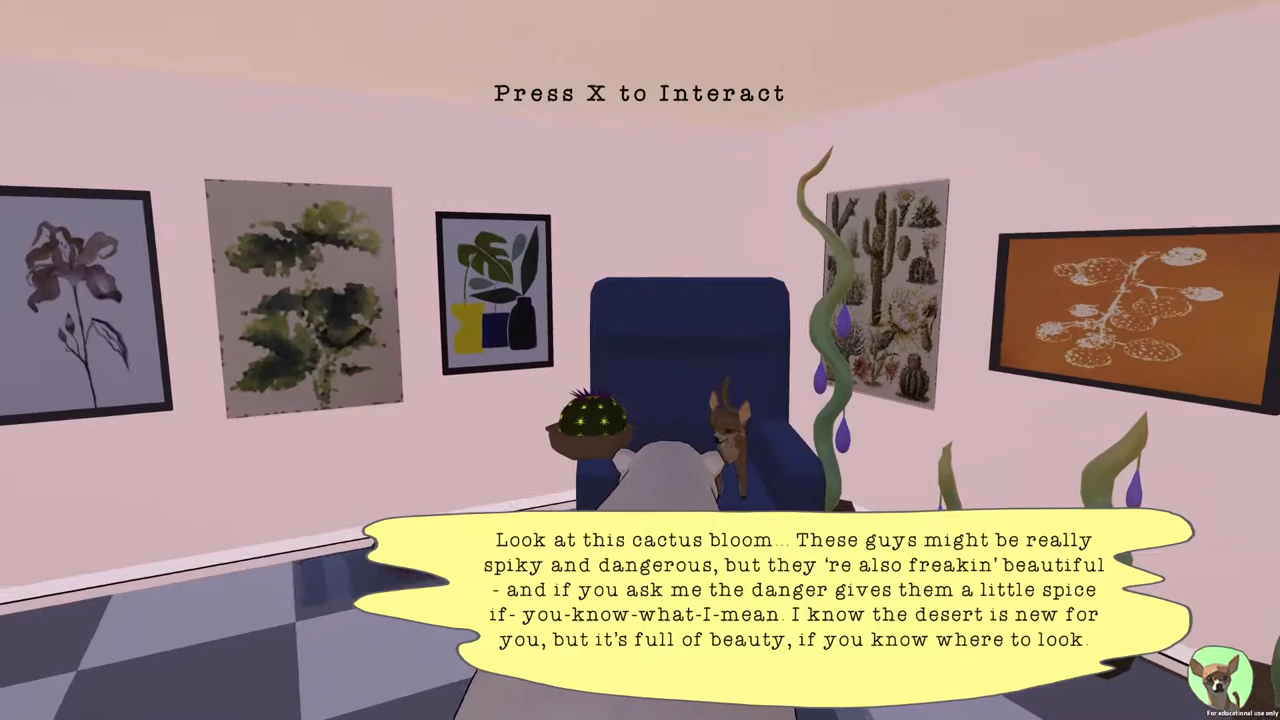 Press X to Interact
Look at this cactus bloom... These guys might be really
spiky and dangerous, but they 're also freakin' beautiful
- and if you ask me the danger gives them a little spice
if- you-know-what-I-mean. I know the desert is new for
you, but it's full of beauty, if you know where to look.
For educational use only